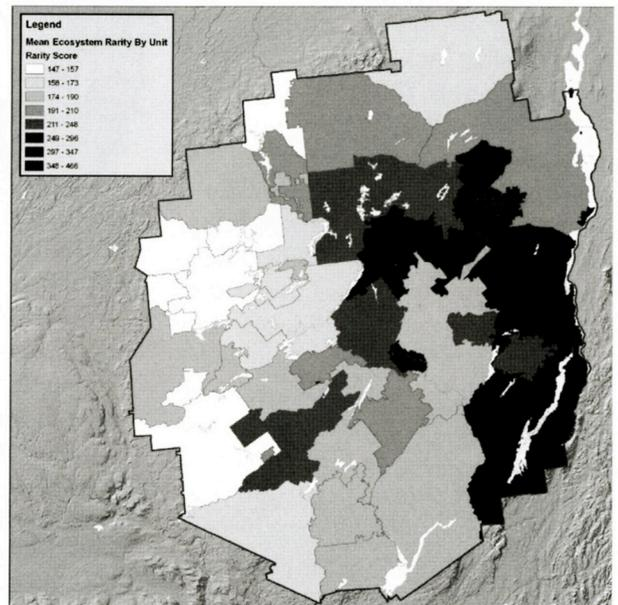 Legend
Mean Ecosystem Rarity By Unit
Rarity Score
147 - 157
158 - 173
174 - 190
191 - 210
211 - 248
249 - 296
297 - 347
348 - 466